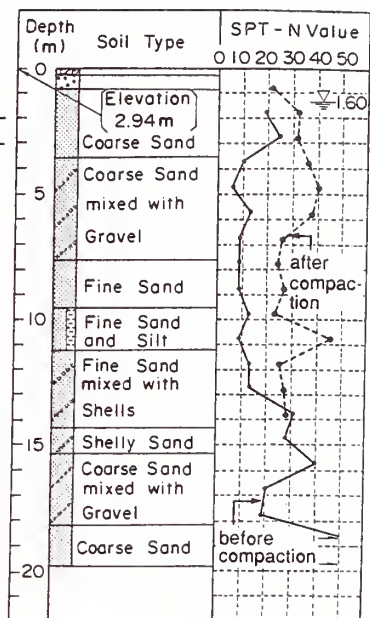 Depth
(m)
Soil Type
SPT - N Value
0 10 20 30 40 50
0
Elevation
2.94m
1.60
Coarse Sand
5
Coarse Sand
mixed with
Gravel
after
compac-
tion
Fine Sand
10
Fine Sand
and Silt
Fine Sand
mixed with
Shells
15
Shelly Sand
Coarse Sand
mixed with
Gravel
before
compaction
Coarse Sand
20